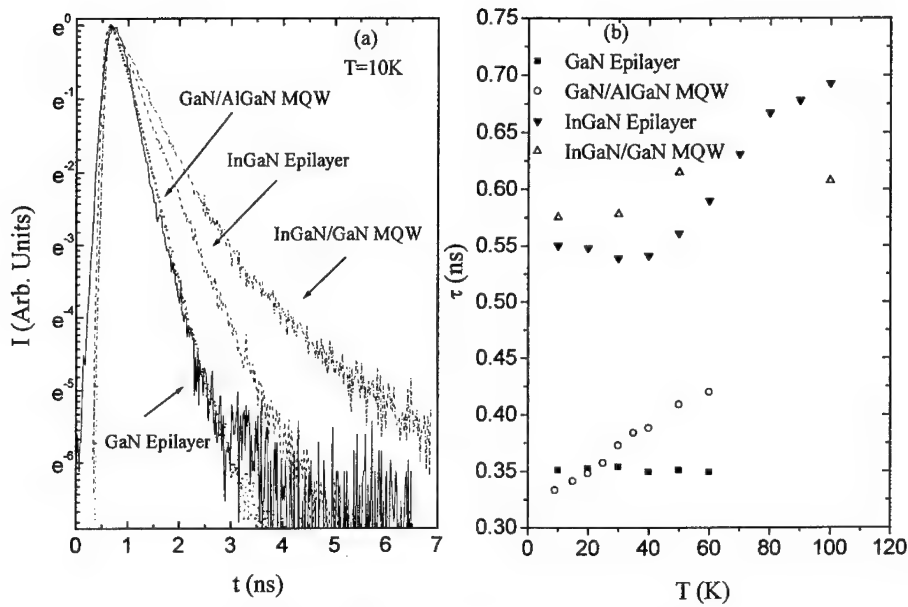 (a)
T=10K
GaN/AlGaN MQW
InGaN Epilayer
InGaN/GaN MQW
GaN Epilayer
I (Arb. Units)
e⁰
e⁻¹
e⁻²
e⁻³
e⁻⁴
e⁻⁵
e⁻⁶
0 1 2 3 4 5 6 7
t (ns)
(b)
GaN Epilayer
GaN/AlGaN MQW
InGaN Epilayer
InGaN/GaN MQW
τ (ns)
0.75
0.70
0.65
0.60
0.55
0.50
0.45
0.40
0.35
0.30
0 20 40 60 80 100 120
T (K)